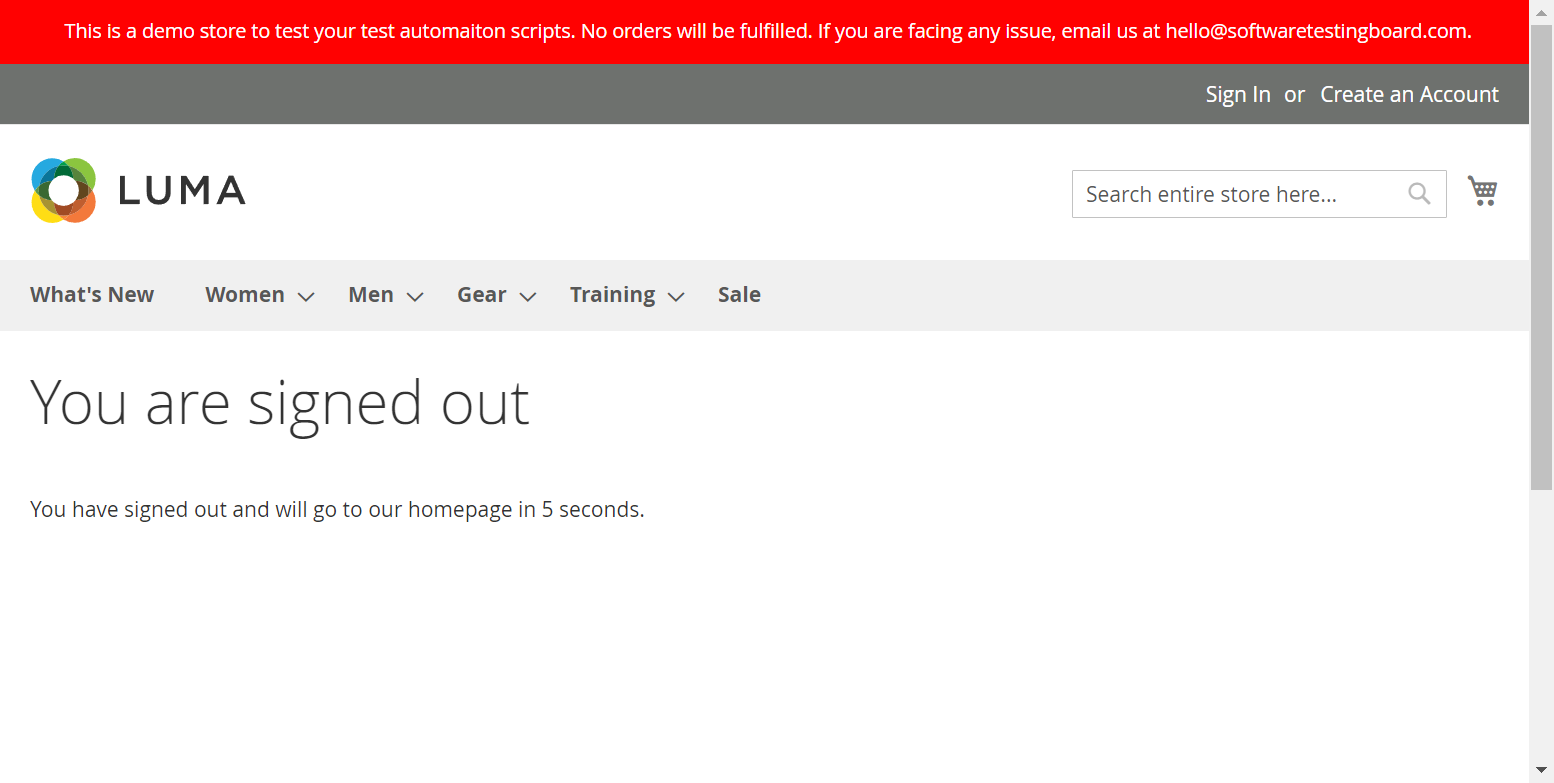 This is a demo store to test your test automaiton scripts. No orders will be fulfilled. If you are facing any issue, email us at hello@softwaretestingboard.com.
Sign In or Create an Account
LUMA
Search entire store here...
What's New Women Men Gear Training Sale
You are signed out
You have signed out and will go to our homepage in 5 seconds.